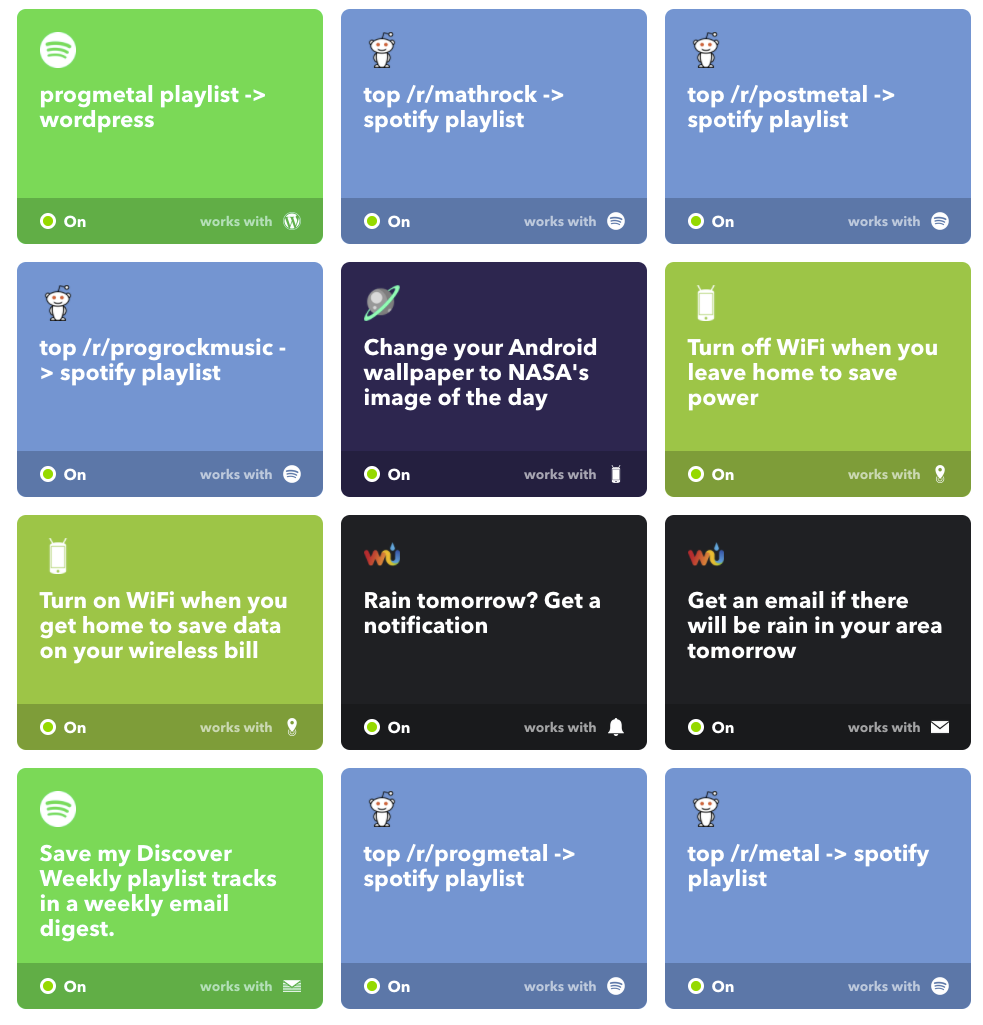 progmetal playlist ->
wordpress
On
works with
top /r/mathrock ->
spotify playlist
On
works with
top /r/postmetal ->
spotify playlist
On
works with
top /r/progrockmusic -
> spotify playlist
On
works with
Change your Android
wallpaper to NASA's
image of the day
On
works with
Turn off WiFi when you
leave home to save
power
On
works with
Turn on WiFi when you
get home to save data
on your wireless bill
On
works with
Rain tomorrow? Get a
notification
On
works with
Get an email if there
will be rain in your area
tomorrow
On
works with
Save my Discover
Weekly playlist tracks
in a weekly email
digest.
On
works with
top /r/progmetal ->
spotify playlist
On
works with
top /r/metal -> spotify
playlist
On
works with